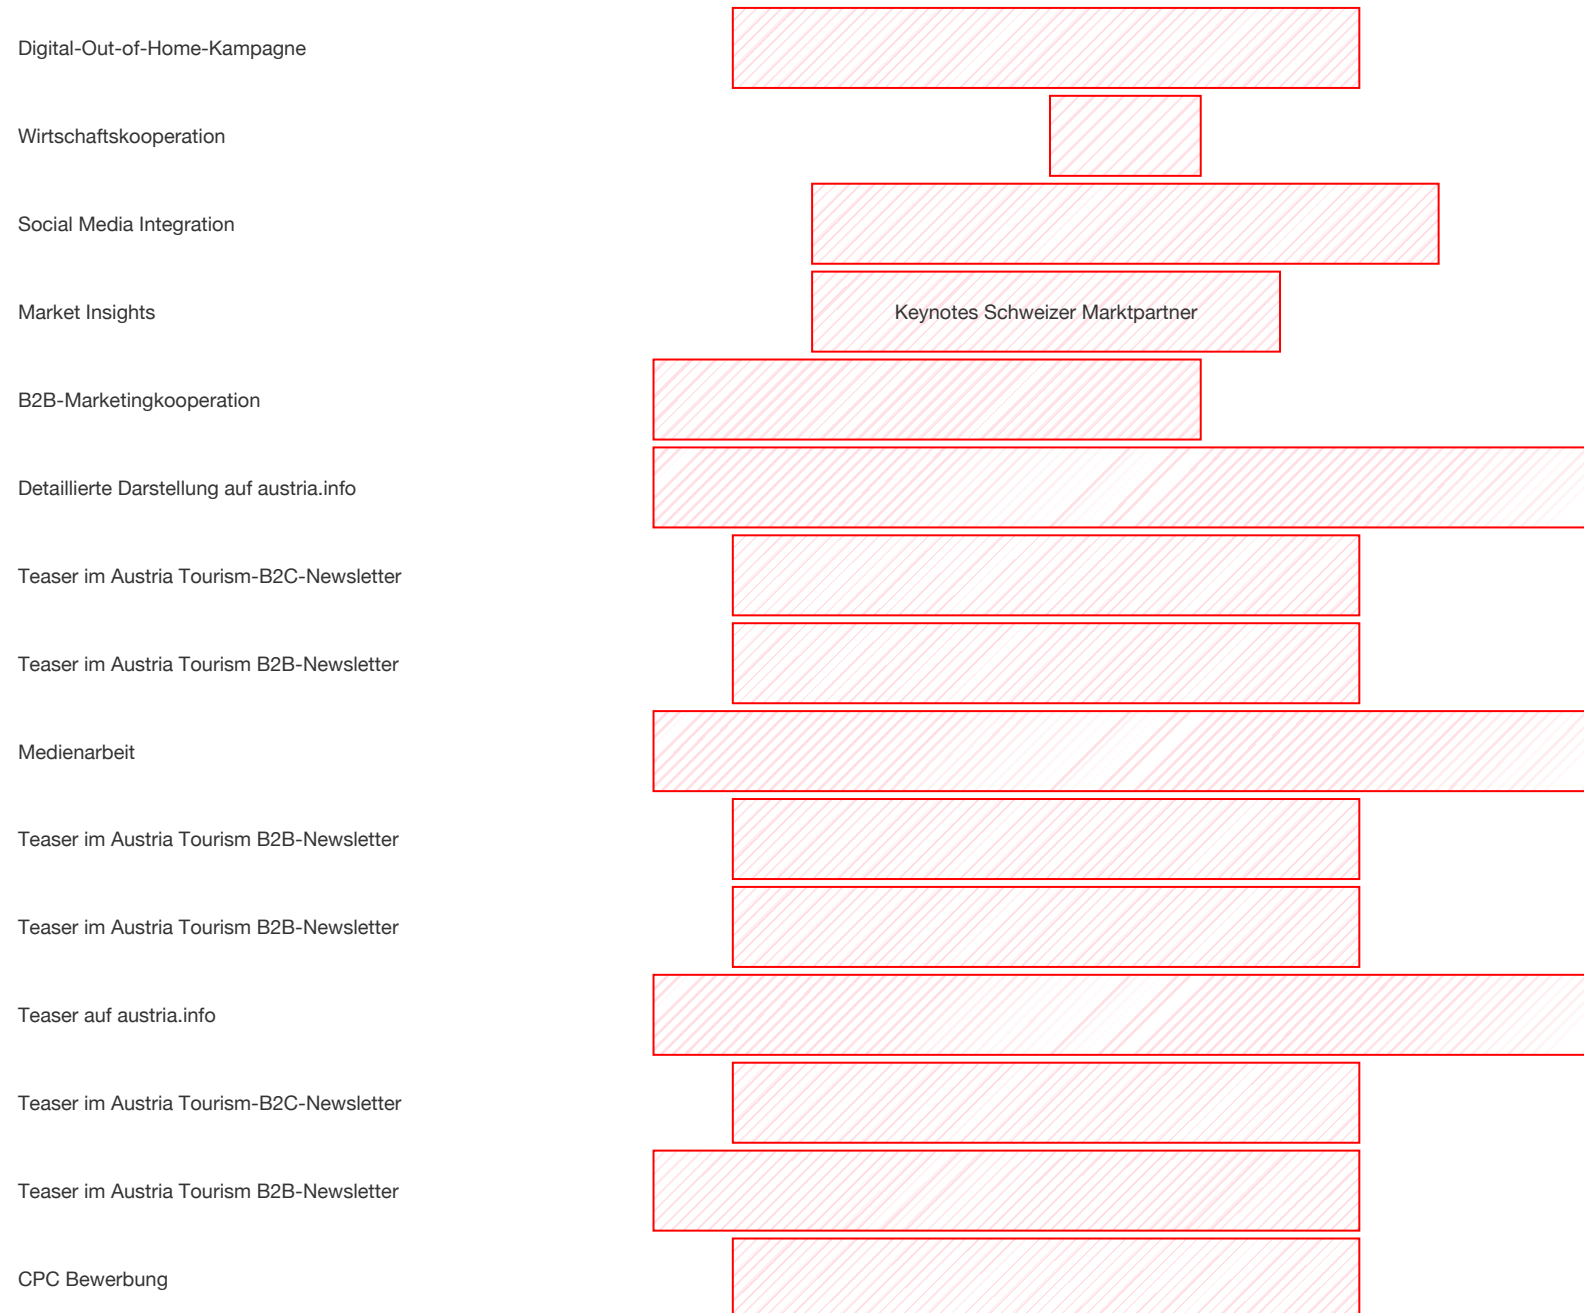 Digital-Out-of-Home-Kampagne
Wirtschaftskooperation
Social Media Integration
Market Insights
Keynotes Schweizer Marktpartner
B2B-Marketingkooperation
Detaillierte Darstellung auf austria.info
Teaser im Austria Tourism-B2C-Newsletter
Teaser im Austria Tourism B2B-Newsletter
Medienarbeit
Teaser im Austria Tourism B2B-Newsletter
Teaser im Austria Tourism B2B-Newsletter
Teaser auf austria.info
Teaser im Austria Tourism-B2C-Newsletter
Teaser im Austria Tourism B2B-Newsletter
CPC Bewerbung